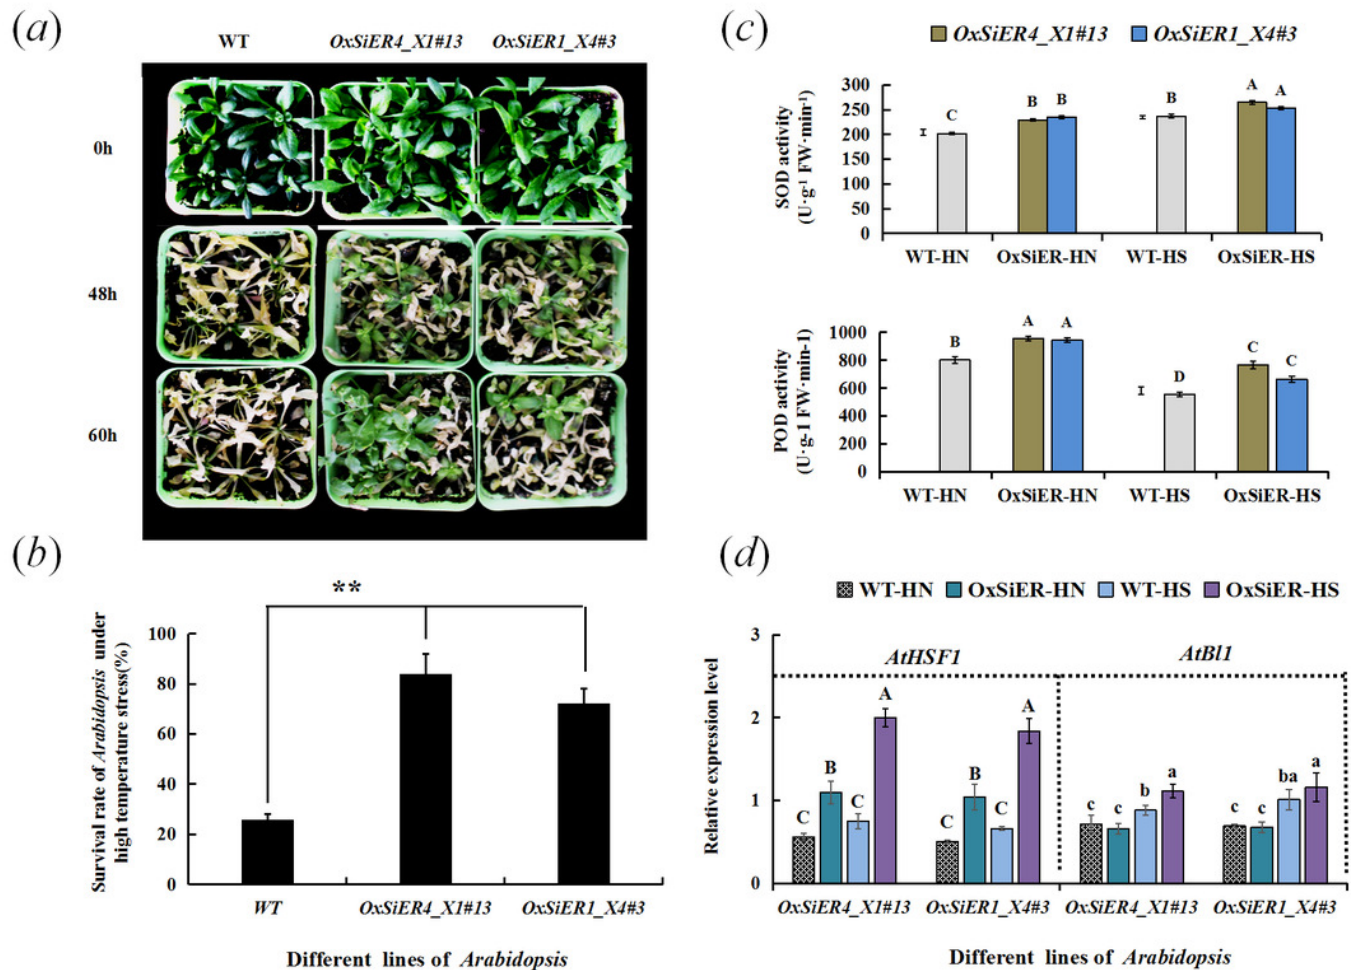 (a)
WT OxSiER4_X1#13 OxSiER1_X4#3
0h
48h
60h
(b)
**
Survival rate of Arabidopsis under
high temperature stress(%)
100
80
60
40
20
0
WT OxSiER4_X1#13 OxSiER1_X4#3
Different lines of Arabidopsis
(c)
OxSiER4_X1#13 OxSiER1_X4#3
SOD activity
(U·g-¹ FW·min-¹)
300
250
200
150
100
50
0
C B B B A A
WT-HN OxSiER-HN WT-HS OxSiER-HS
POD activity
(U·g-1 FW·min-1)
1000
800
600
400
200
0
B A A D C C
WT-HN OxSiER-HN WT-HS OxSiER-HS
(d)
WT-HN OxSiER-HN WT-HS OxSiER-HS
Relative expression level
3
2
1
0
AtHSF1 AtBl1
C B C A C B C A c c b a c c ba a
OxSiER4_X1#13 OxSiER1_X4#3 OxSiER4_X1#13 OxSiER1_X4#3
Different lines of Arabidopsis